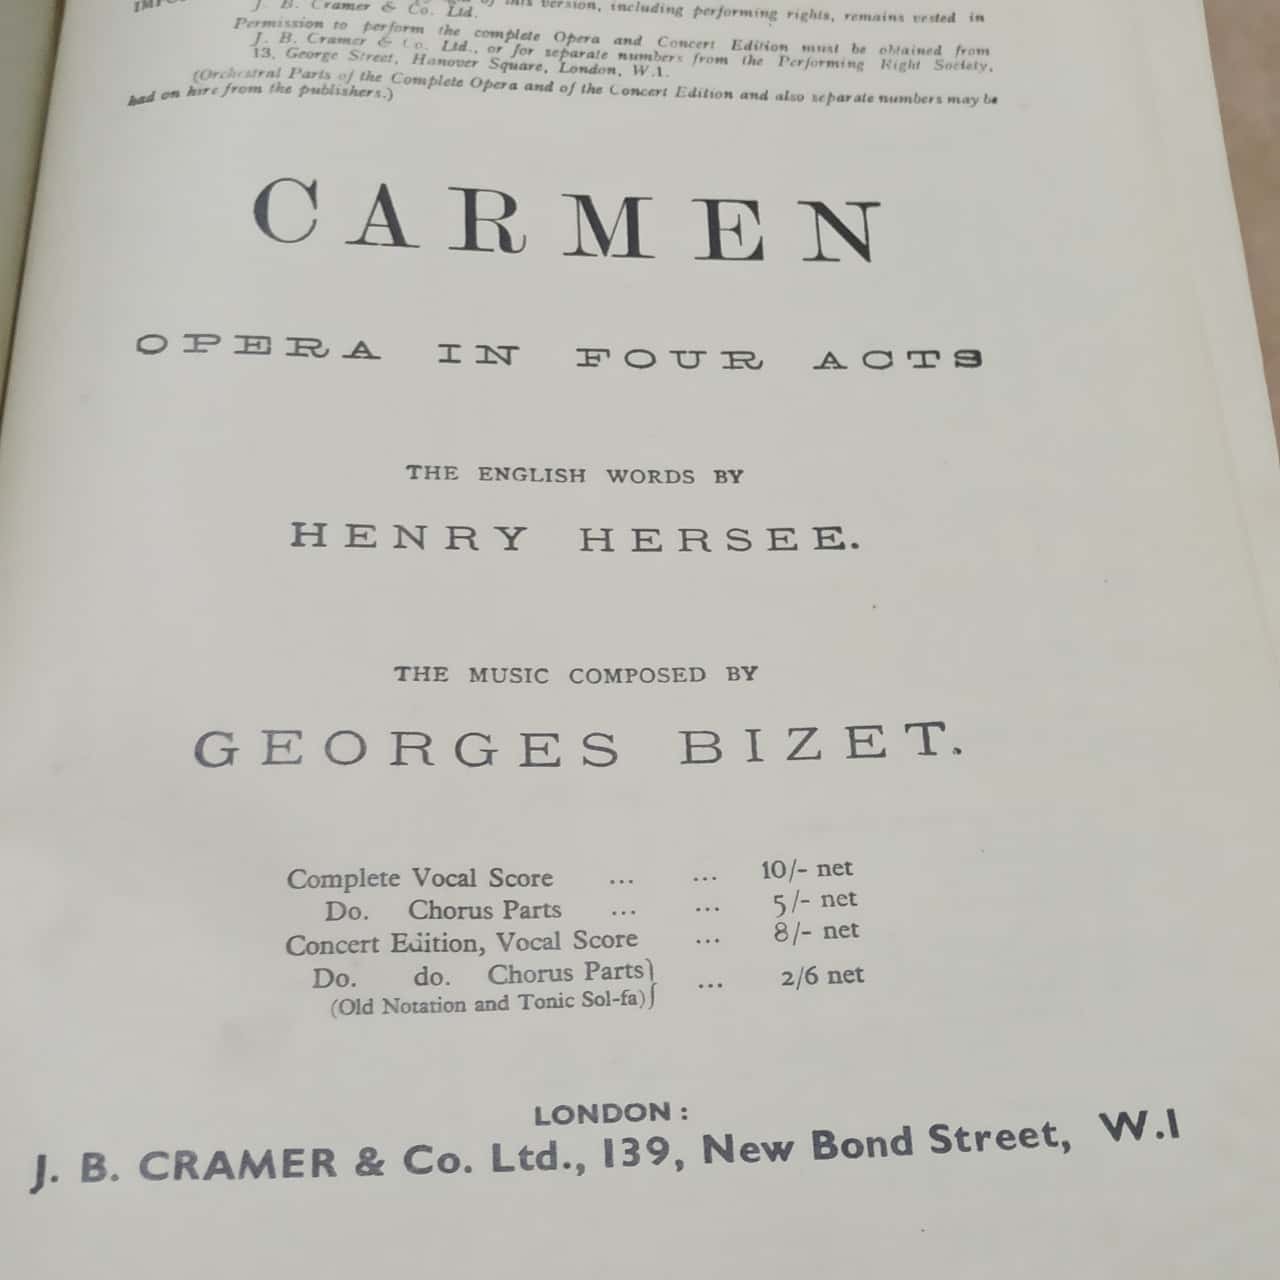 J. B. Cramer & Co. Ltd. of this version, including performing rights, remains vested in
Permission to perform the complete Opera and Concert Edition must be obtained from
J. B. Cramer & Co. Ltd., or for separate numbers from the Performing Right Society,
13, George Street, Hanover Square, London, W.1.
(Orchestral Parts of the Complete Opera and of the Concert Edition and also separate numbers may be
had on hire from the publishers.)
CARMEN
OPERA IN FOUR ACTS
THE ENGLISH WORDS BY
HENRY HERSEE.
THE MUSIC COMPOSED BY
GEORGES BIZET.
Complete Vocal Score ... ... 10/- net
Do. Chorus Parts ... ... 5/- net
Concert Edition, Vocal Score ... 8/- net
Do. do. Chorus Parts} ... 2/6 net
(Old Notation and Tonic Sol-fa)
LONDON:
J. B. CRAMER & Co. Ltd., 139, New Bond Street, W.1